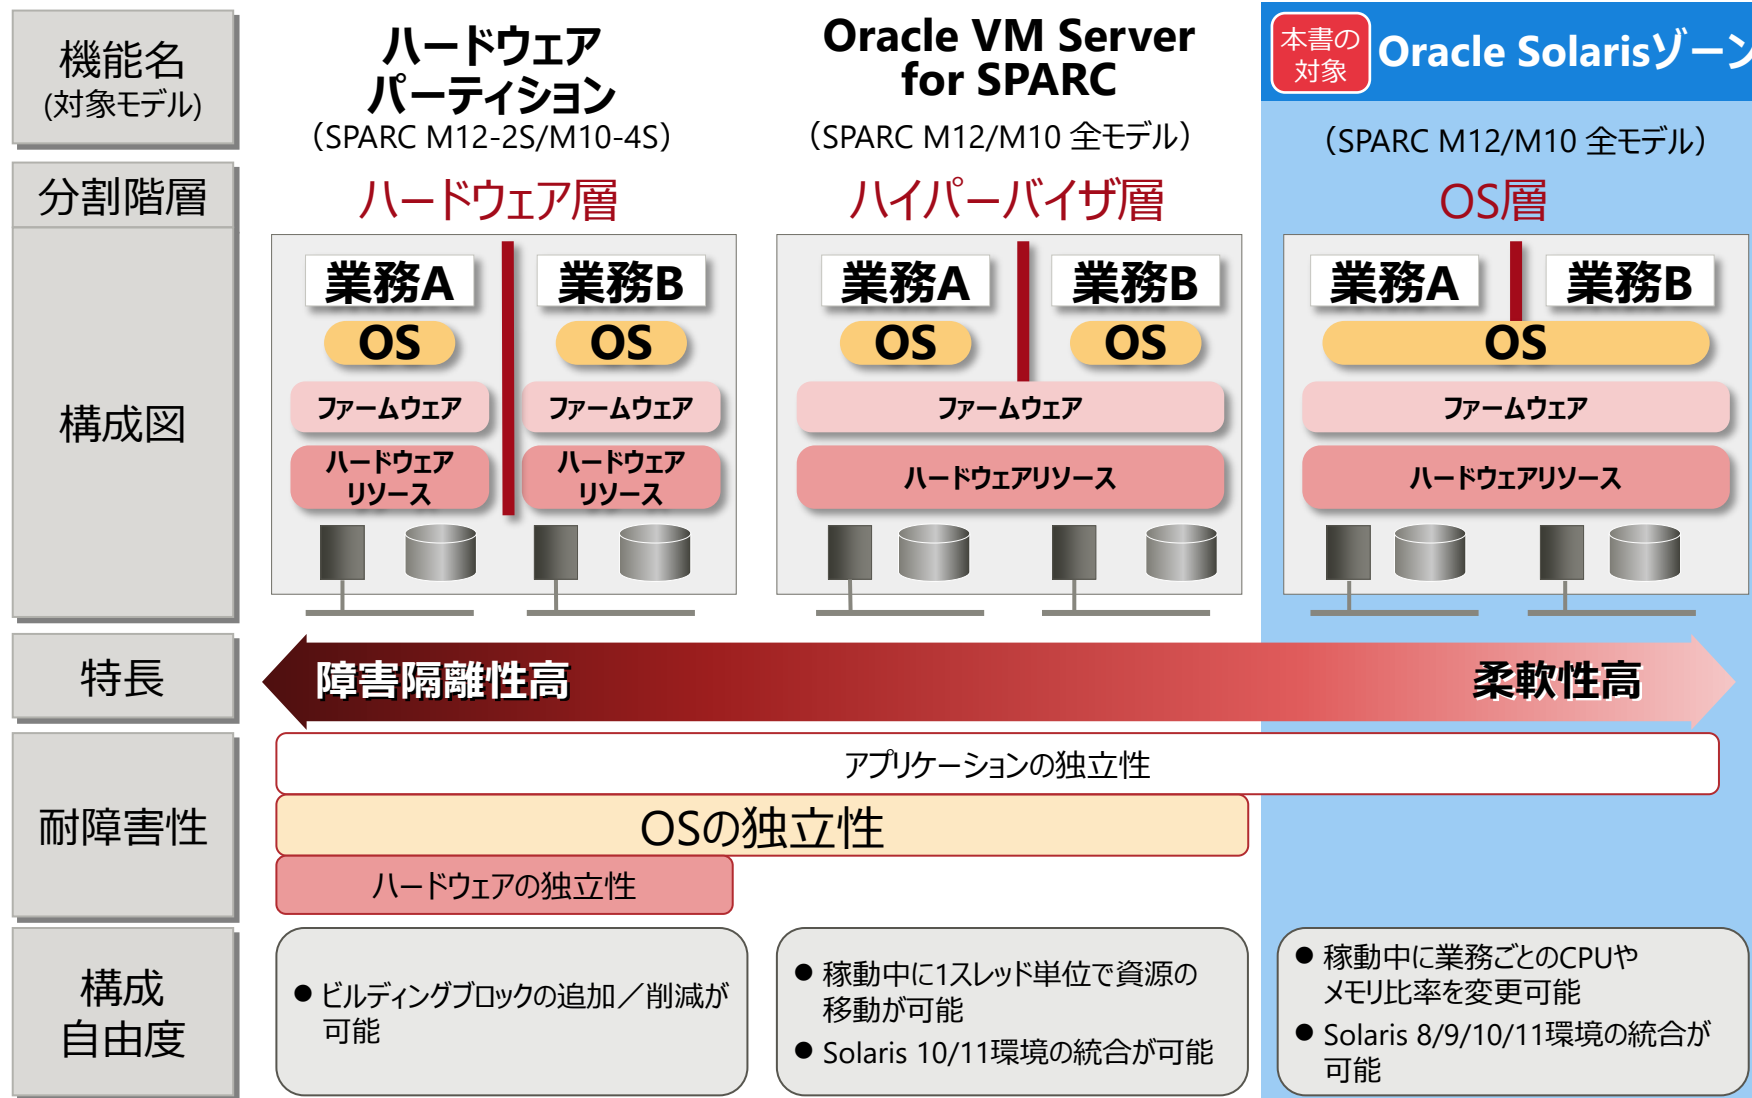 機能名
(対象モデル)
ハードウェア
パーティション
（SPARC M12-2S/M10-4S）
Oracle VM Server
for SPARC
（SPARC M12/M10 全モデル）
本書の
対象
Oracle Solarisゾーン
（SPARC M12/M10 全モデル）
分割階層
ハードウェア層
ハイパーバイザ層
OS層
構成図
業務A
業務B
OS
OS
ファームウェア
ファームウェア
ハードウェア
リソース
ハードウェア
リソース
業務A
業務B
OS
OS
ファームウェア
ハードウェアリソース
業務A
業務B
OS
ファームウェア
ハードウェアリソース
特長
障害隔離性高
柔軟性高
耐障害性
アプリケーションの独立性
OSの独立性
ハードウェアの独立性
構成
自由度
● ビルディングブロックの追加／削減が
可能
● 稼動中に1スレッド単位で資源の
移動が可能
● Solaris 10/11環境の統合が可能
● 稼動中に業務ごとのCPUや
メモリ比率を変更可能
● Solaris 8/9/10/11環境の統合が
可能